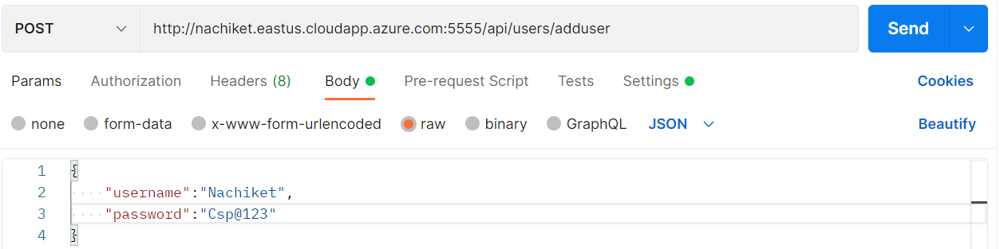 POST http://nachiket.eastus.cloudapp.azure.com:5555/api/users/adduser Send
Params Authorization Headers (8) Body Pre-request Script Tests Settings Cookies
none form-data x-www-form-urlencoded raw binary GraphQL JSON Beautify
1 {
2 "username":"Nachiket",
3 "password":"Csp@123"
4 }